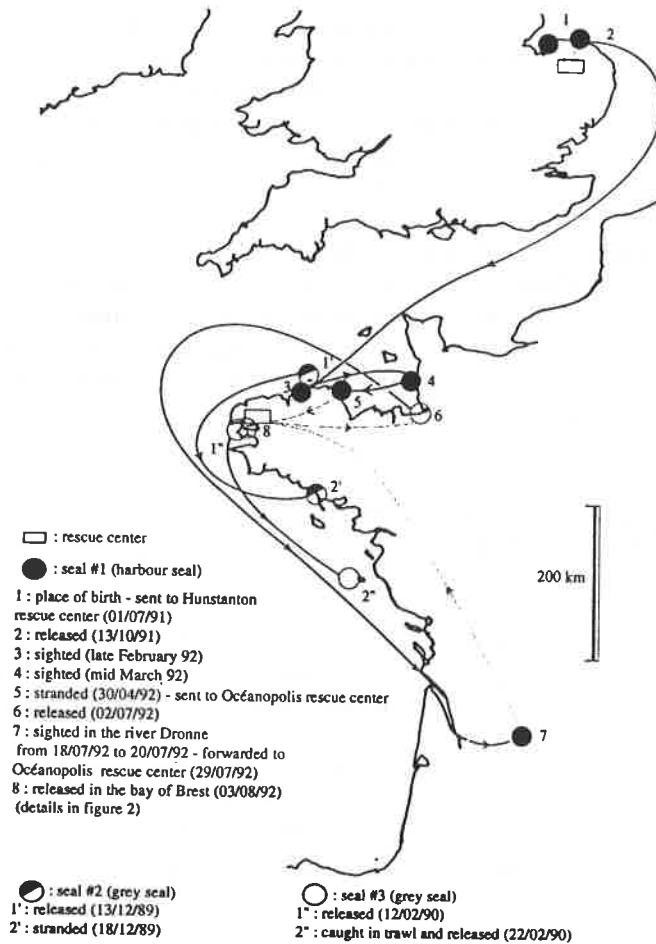 1
2
1'
3
4
5
6
8
1"
2'
2"
7
200 km
: rescue center
: seal #1 (harbour seal)
1 : place of birth - sent to Hunstanton
rescue center (01/07/91)
2 : released (13/10/91)
3 : sighted (late February 92)
4 : sighted (mid March 92)
5 : stranded (30/04/92) - sent to Océanopolis rescue center
6 : released (02/07/92)
7 : sighted in the river Dronne
from 18/07/92 to 20/07/92 - forwarded to
Océanopolis rescue center (29/07/92)
8 : released in the bay of Brest (03/08/92)
(details in figure 2)
: seal #2 (grey seal)
1' : released (13/12/89)
2' : stranded (18/12/89)
: seal #3 (grey seal)
1" : released (12/02/90)
2" : caught in trawl and released (22/02/90)